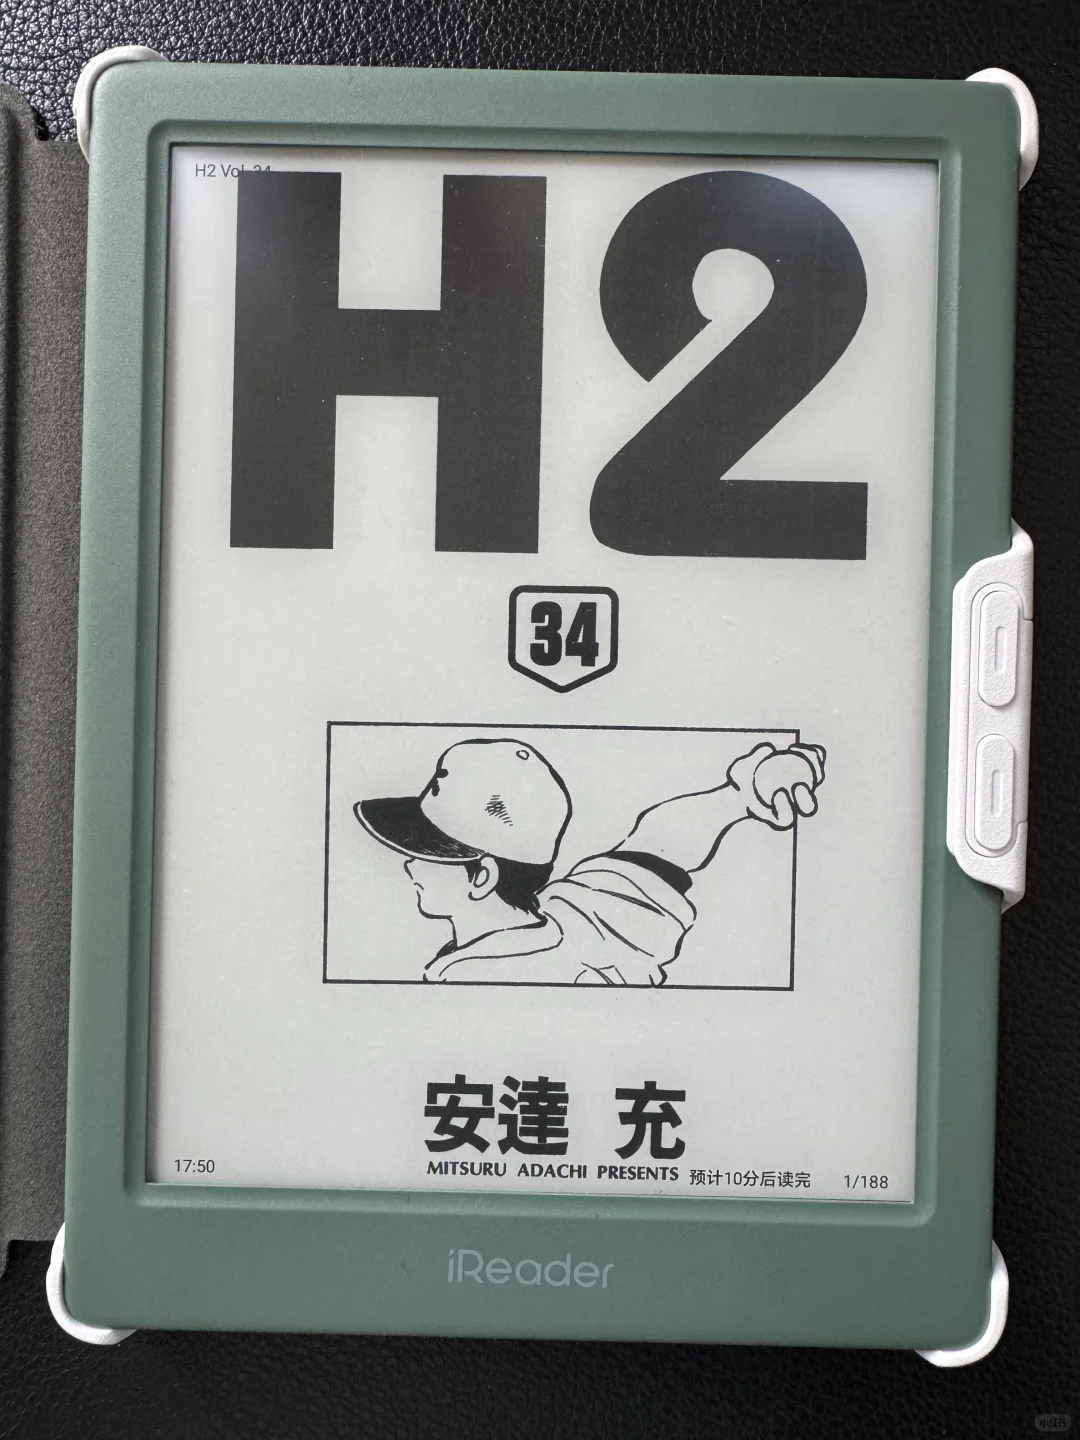 H2 Vol. 34
H2
34
安達 充
MITSURU ADACHI PRESENTS
17:50
预计10分后读完
1/188
iReader